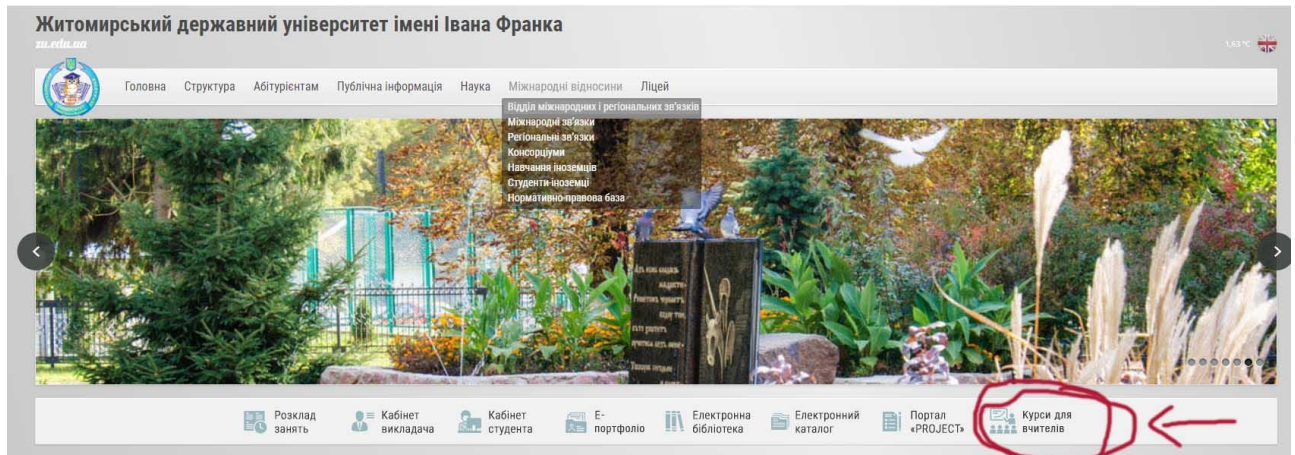 Житомирський державний університет імені Івана Франка
zu.edu.ua
1,63 °C
Головна Структура Абітурієнтам Публічна інформація Наука Міжнародні відносини Ліцей
Відділ міжнародних і регіональних зв'язків
Міжнародні зв'язки
Регіональні зв'язки
Консорціуми
Навчання іноземців
Студенти-іноземці
Нормативно-правова база
Розклад занять
Кабінет викладача
Кабінет студента
Е-портфоліо
Електронна бібліотека
Електронний каталог
Портал «PROJECT»
Курси для вчителів